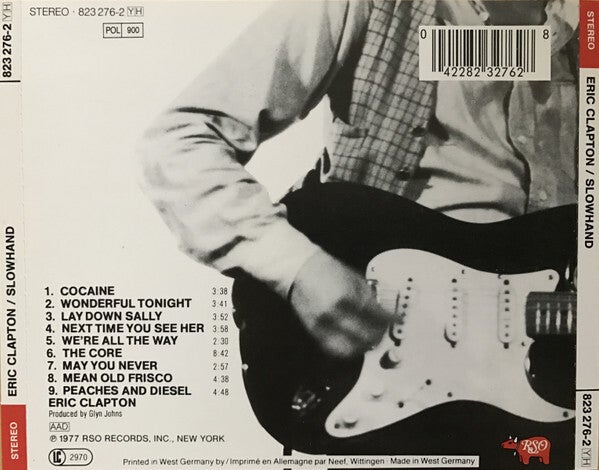 STEREO · 823 276-2 YH
POL 900
0 42282 32762 8
823 276-2 YH
ERIC CLAPTON / SLOWHAND
STEREO
1. COCAINE 3:38
2. WONDERFUL TONIGHT 3:41
3. LAY DOWN SALLY 3:52
4. NEXT TIME YOU SEE HER 3:58
5. WE'RE ALL THE WAY 2:30
6. THE CORE 8:42
7. MAY YOU NEVER 2:57
8. MEAN OLD FRISCO 4:38
9. PEACHES AND DIESEL 4:48
ERIC CLAPTON
Produced by Glyn Johns
AAD
℗ 1977 RSO RECORDS, INC., NEW YORK
LC 2970
Printed in West Germany by/Imprimé en Allemagne par Neef, Wittingen · Made in West Germany
RSO
STEREO
ERIC CLAPTON / SLOWHAND
823 276-2 YH